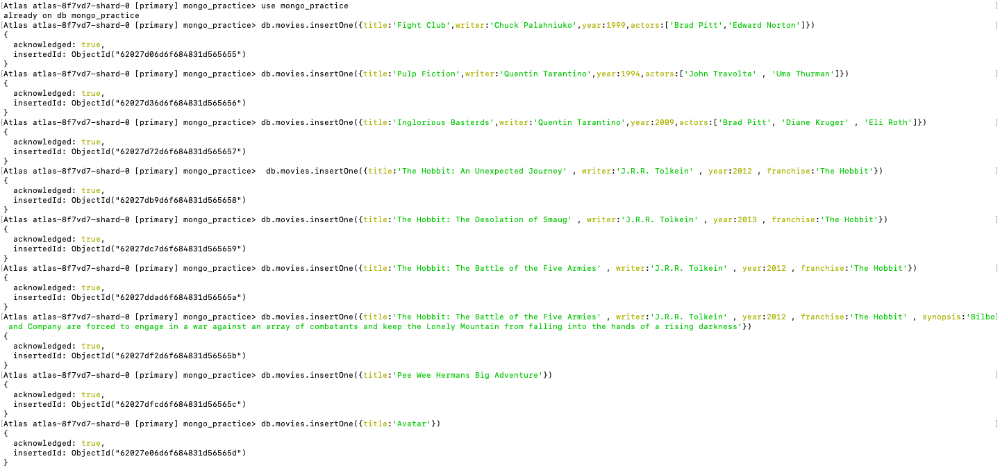 [Atlas atlas-8f7vd7-shard-0 [primary] mongo_practice> use mongo_practice ]
already on db mongo_practice
[Atlas atlas-8f7vd7-shard-0 [primary] mongo_practice> db.movies.insertOne({title:'Fight Club',writer:'Chuck Palahniuko',year:1999,actors:['Brad Pitt','Edward Norton']}) ]
{
  acknowledged: true,
  insertedId: ObjectId("62027d06d6f684831d565655")
}
[Atlas atlas-8f7vd7-shard-0 [primary] mongo_practice> db.movies.insertOne({title:'Pulp Fiction',writer:'Quentin Tarantino',year:1994,actors:['John Travolta' , 'Uma Thurman']}) ]
{
  acknowledged: true,
  insertedId: ObjectId("62027d36d6f684831d565656")
}
[Atlas atlas-8f7vd7-shard-0 [primary] mongo_practice> db.movies.insertOne({title:'Inglorious Basterds',writer:'Quentin Tarantino',year:2009,actors:['Brad Pitt', 'Diane Kruger' , 'Eli Roth']}) ]
{
  acknowledged: true,
  insertedId: ObjectId("62027d72d6f684831d565657")
}
[Atlas atlas-8f7vd7-shard-0 [primary] mongo_practice>  db.movies.insertOne({title:'The Hobbit: An Unexpected Journey' , writer:'J.R.R. Tolkein' , year:2012 , franchise:'The Hobbit'}) ]
{
  acknowledged: true,
  insertedId: ObjectId("62027db9d6f684831d565658")
}
[Atlas atlas-8f7vd7-shard-0 [primary] mongo_practice> db.movies.insertOne({title:'The Hobbit: The Desolation of Smaug' , writer:'J.R.R. Tolkein' , year:2013 , franchise:'The Hobbit'}) ]
{
  acknowledged: true,
  insertedId: ObjectId("62027dc7d6f684831d565659")
}
[Atlas atlas-8f7vd7-shard-0 [primary] mongo_practice> db.movies.insertOne({title:'The Hobbit: The Battle of the Five Armies' , writer:'J.R.R. Tolkein' , year:2012 , franchise:'The Hobbit'}) ]
{
  acknowledged: true,
  insertedId: ObjectId("62027ddad6f684831d56565a")
}
[Atlas atlas-8f7vd7-shard-0 [primary] mongo_practice> db.movies.insertOne({title:'The Hobbit: The Battle of the Five Armies' , writer:'J.R.R. Tolkein' , year:2012 , franchise:'The Hobbit' , synopsis:'Bilbo]
 and Company are forced to engage in a war against an array of combatants and keep the Lonely Mountain from falling into the hands of a rising darkness'})
{
  acknowledged: true,
  insertedId: ObjectId("62027df2d6f684831d56565b")
}
[Atlas atlas-8f7vd7-shard-0 [primary] mongo_practice> db.movies.insertOne({title:'Pee Wee Hermans Big Adventure'}) ]
{
  acknowledged: true,
  insertedId: ObjectId("62027dfcd6f684831d56565c")
}
[Atlas atlas-8f7vd7-shard-0 [primary] mongo_practice> db.movies.insertOne({title:'Avatar'}) ]
{
  acknowledged: true,
  insertedId: ObjectId("62027e06d6f684831d56565d")
}